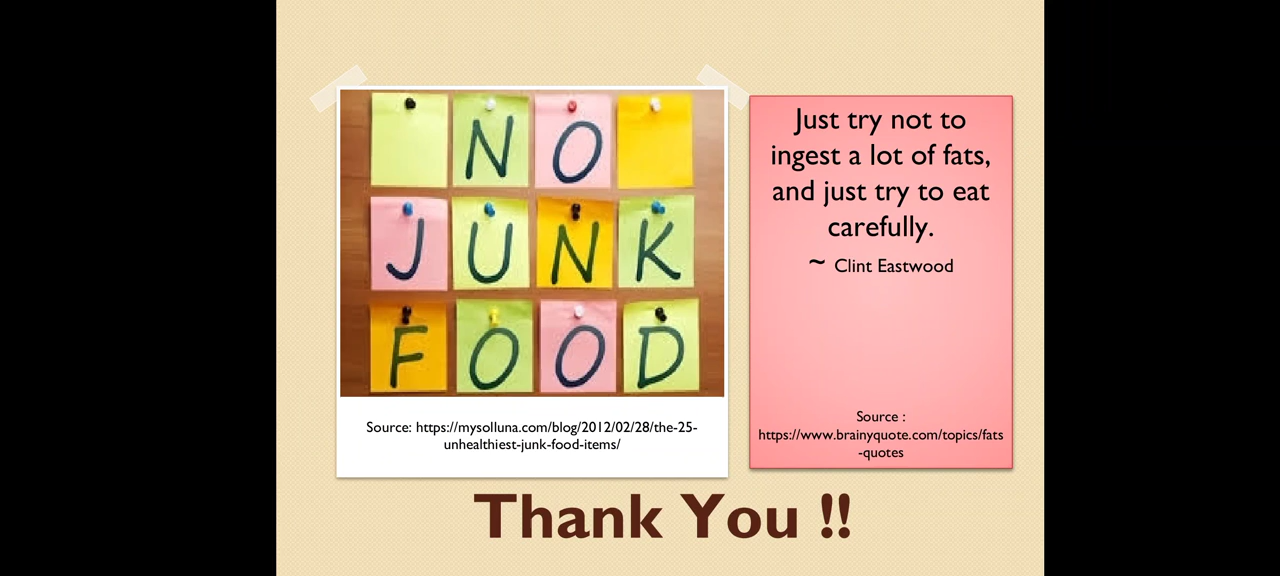 NO
JUNK
FOOD
Source: https://mysolluna.com/blog/2012/02/28/the-25-
unhealthiest-junk-food-items/
Just try not to
ingest a lot of fats,
and just try to eat
carefully.
~ Clint Eastwood
Source :
https://www.brainyquote.com/topics/fats
-quotes
Thank You !!